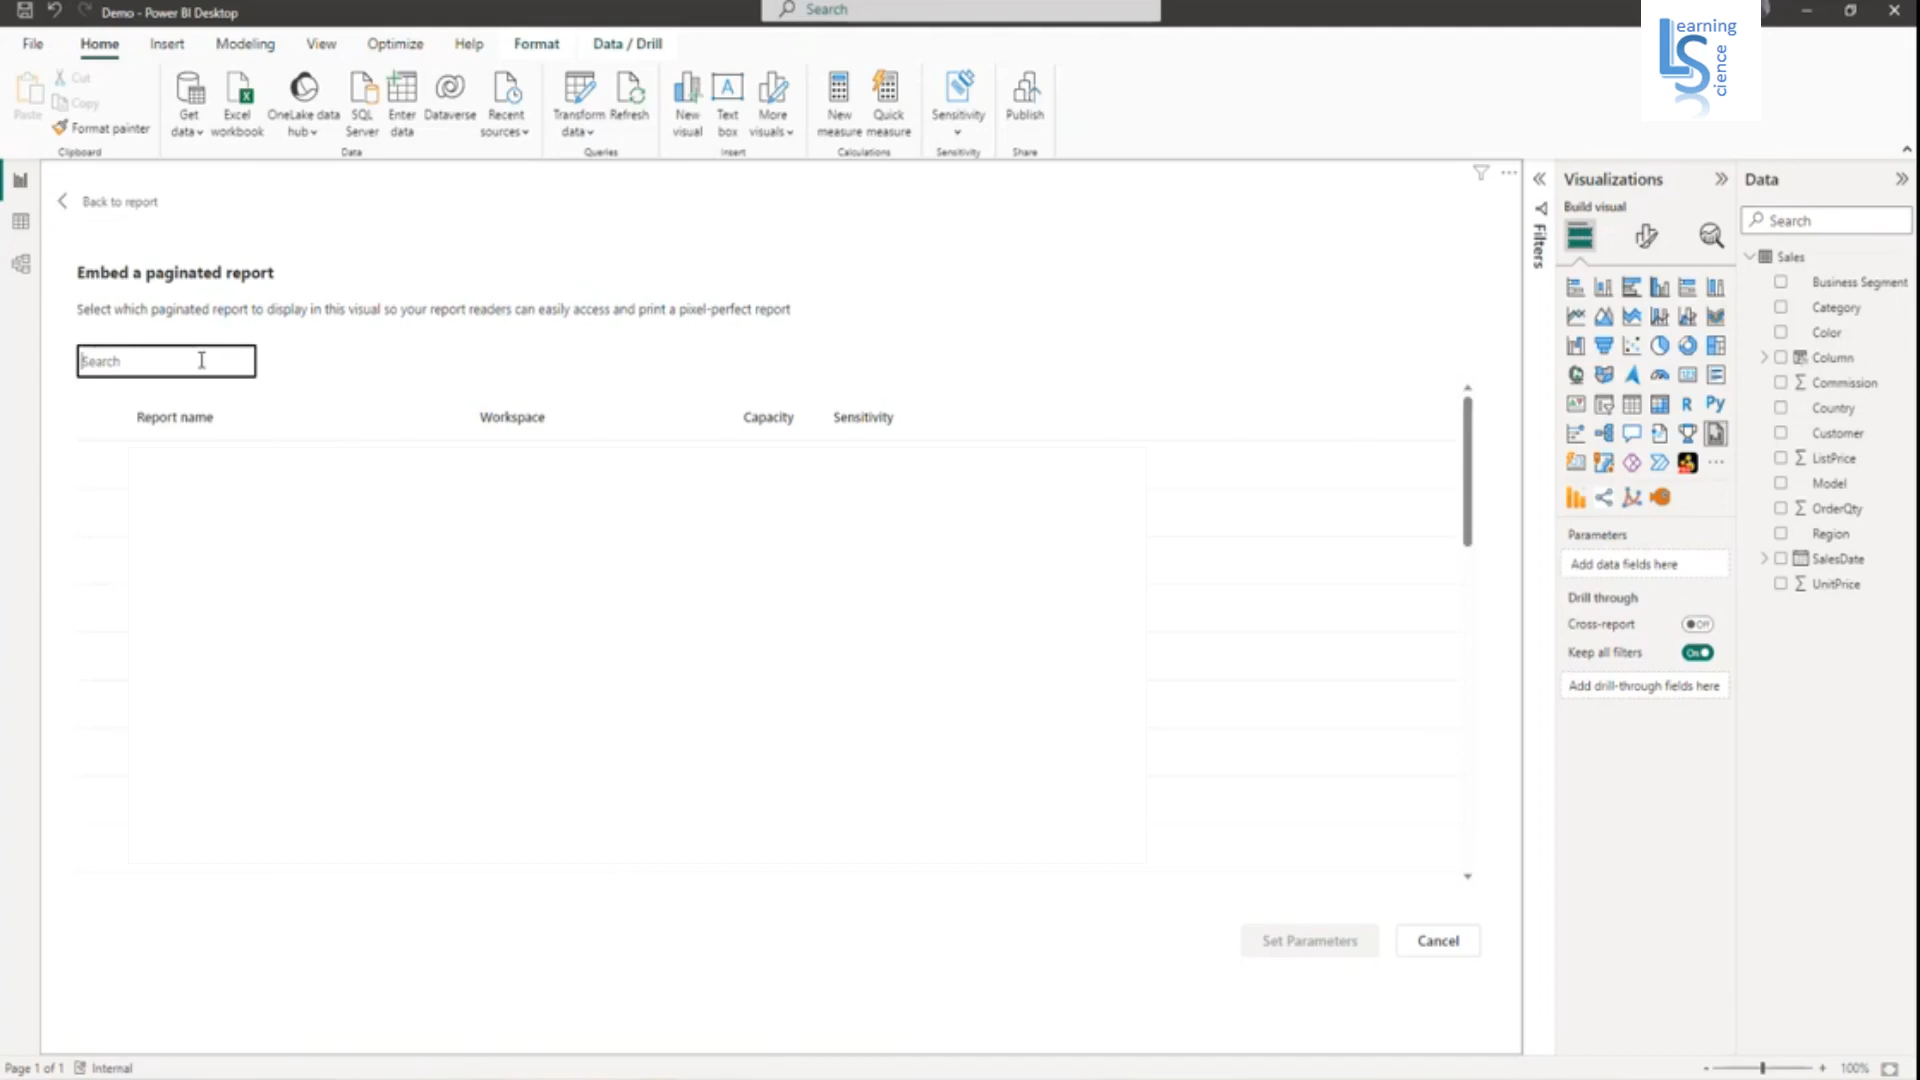 Demo - Power BI Desktop
Search
Learning
Science
File
Home
Insert
Modeling
View
Optimize
Help
Format
Data / Drill
Paste
Cut
Copy
Format painter
Clipboard
Get data
Excel workbook
OneLake data hub
SQL Server
Enter data
Dataverse
Recent sources
Data
Transform data
Refresh
Queries
New visual
Text box
More visuals
Insert
New measure
Quick measure
Calculations
Sensitivity
Sensitivity
Publish
Share
Back to report
Embed a paginated report
Select which paginated report to display in this visual so your report readers can easily access and print a pixel-perfect report
Search
Report name
Workspace
Capacity
Sensitivity
Set Parameters
Cancel
Filters
Visualizations
Build visual
R
Py
Parameters
Add data fields here
Drill through
Cross-report
Off
Keep all filters
On
Add drill-through fields here
Data
Search
Sales
Business Segment
Category
Color
Column
Commission
Country
Customer
ListPrice
Model
OrderQty
Region
SalesDate
UnitPrice
Page 1 of 1
Internal
100%